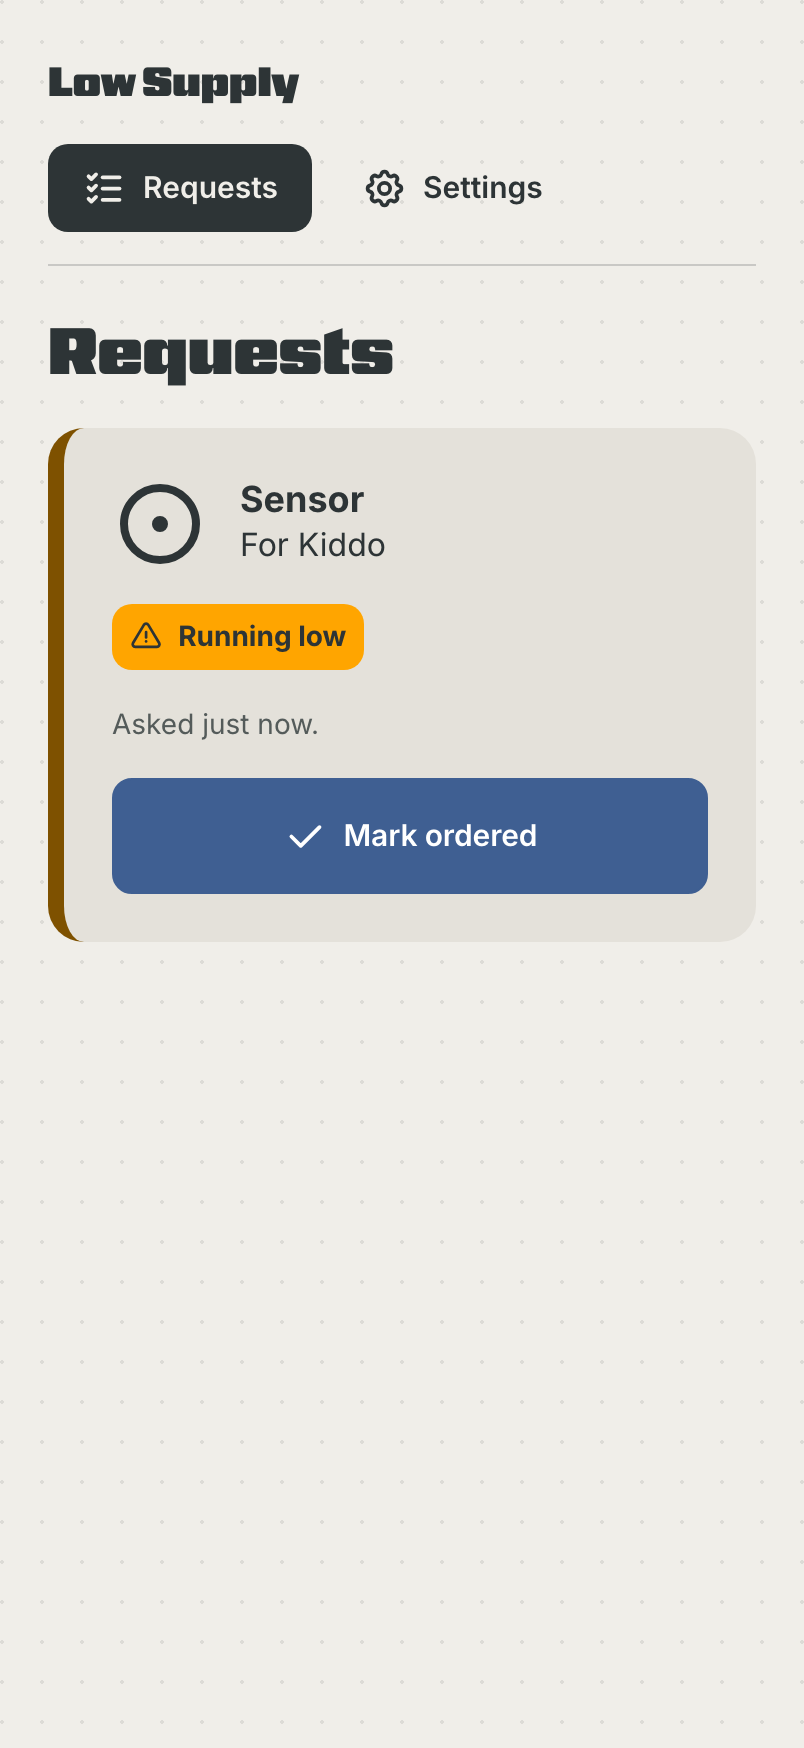 Low Supply
Requests
Settings
Requests
Sensor
For Kiddo
Running low
Asked just now.
Mark ordered